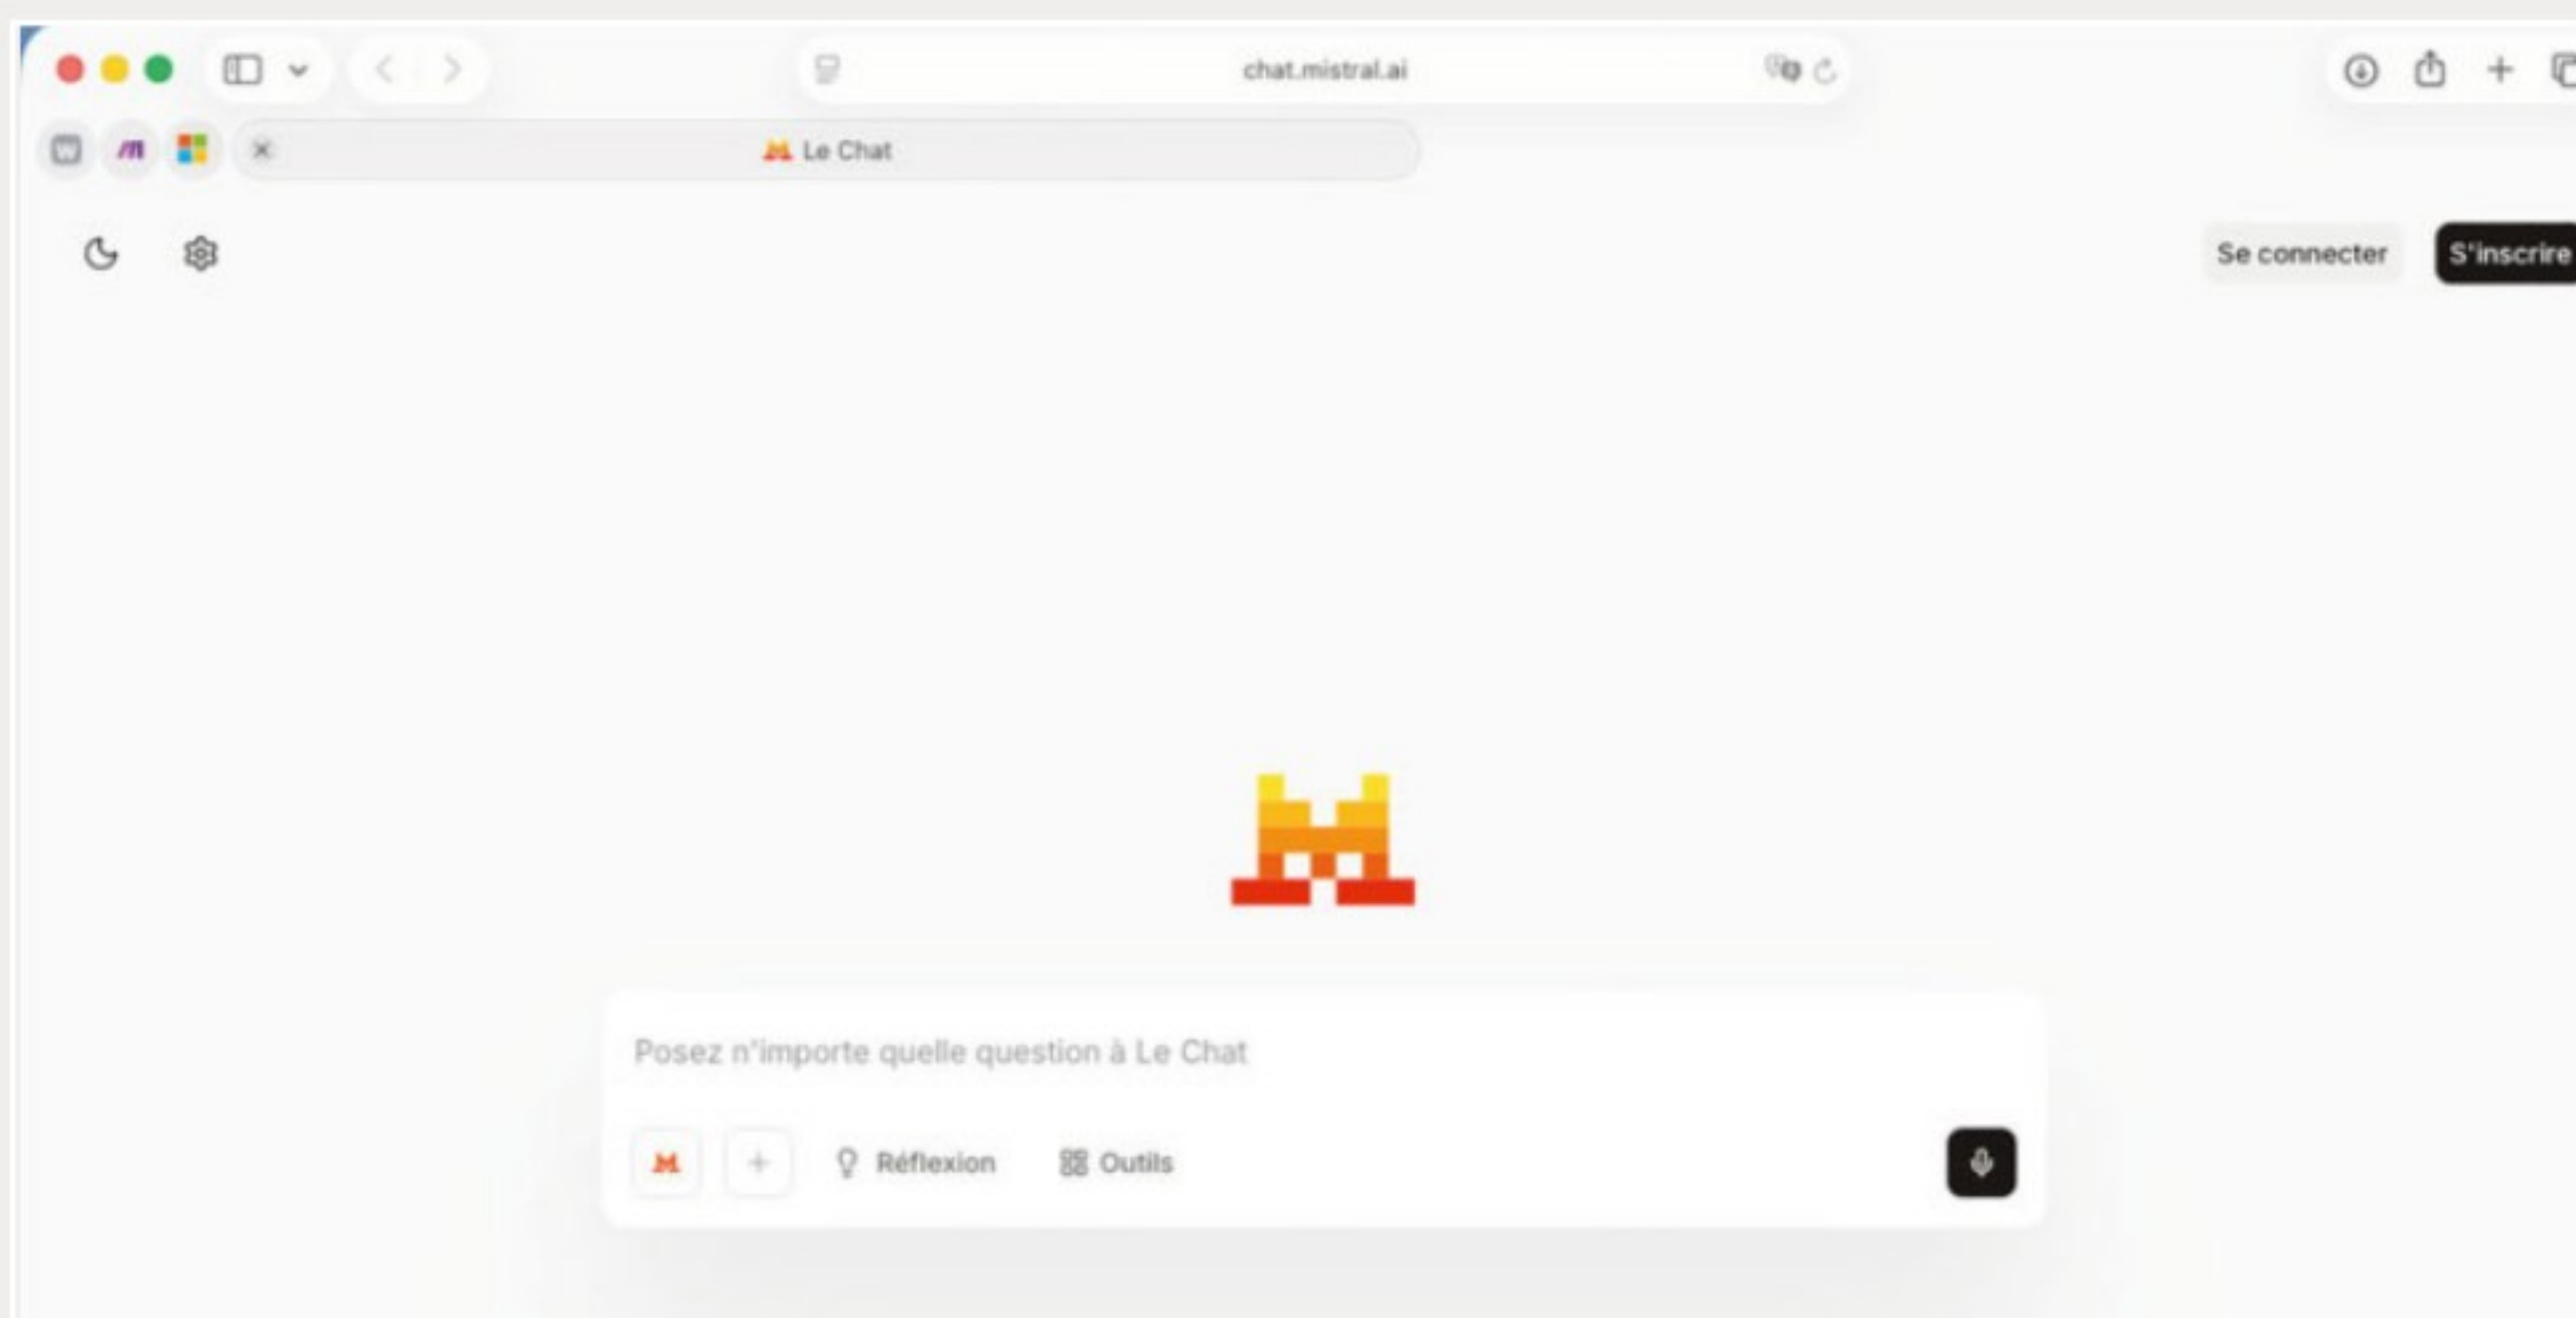 chat.mistral.ai
Le Chat
Se connecter
S'inscrire
Posez n'importe quelle question à Le Chat
Réflexion
Outils